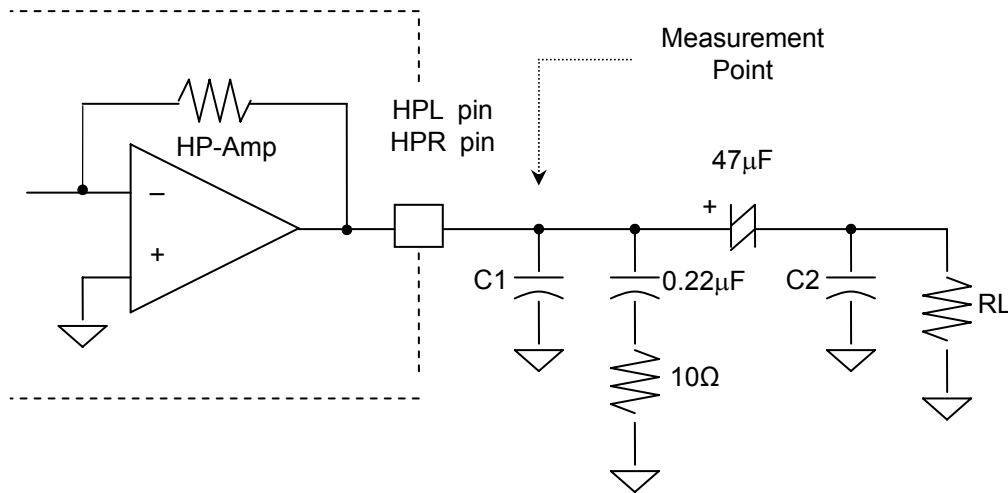 Measurement
Point
HPL pin
HPR pin
HP-Amp
47μF
+
−
+
C1
0.22μF
C2
RL
10Ω